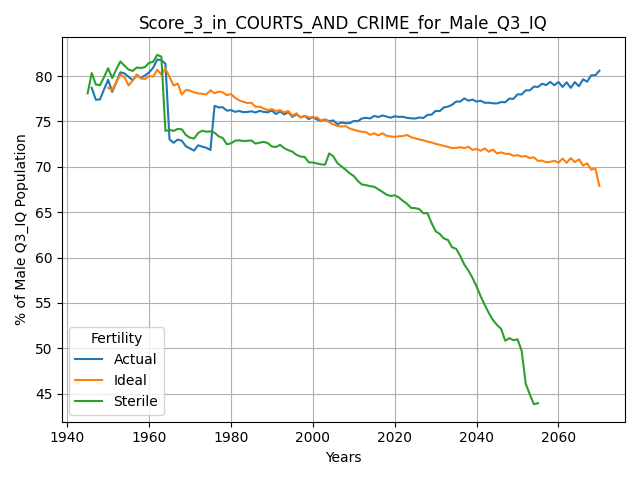 Score_3_in_COURTS_AND_CRIME_for_Male_Q3_IQ
% of Male Q3_IQ Population
80
75
70
65
60
55
50
45
Fertility
Actual
Ideal
Sterile
1940 1960 1980 2000 2020 2040 2060
Years